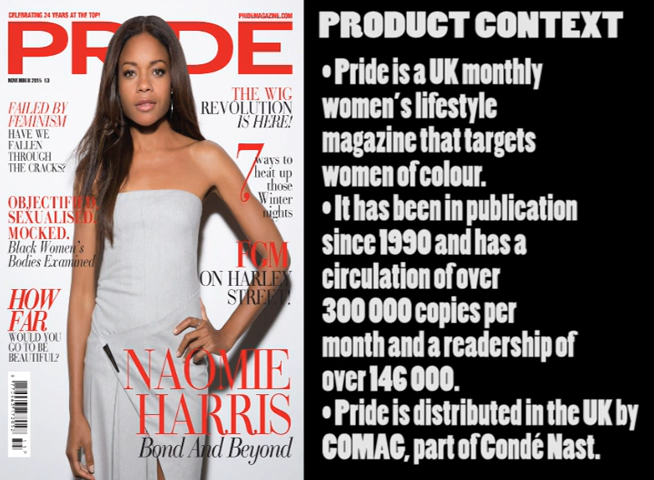 CELEBRATING 24 YEARS AT THE TOP!
PRIDEMAGAZINE.COM
PRIDE
NOVEMBER 2015 £3
FAILED BY
FEMINISM
HAVE WE
FALLEN
THROUGH
THE CRACKS?
OBJECTIFIED.
SEXUALISED.
MOCKED.
Black Women's
Bodies Examined
HOW
FAR
WOULD YOU
GO TO BE
BEAUTIFUL?
THE WIG
REVOLUTION
IS HERE!
7 ways to
heat up
those
Winter
nights
FGM
ON HARLEY
STREET!
NAOMIE
HARRIS
Bond And Beyond
PRODUCT CONTEXT
• Pride is a UK monthly
women's lifestyle
magazine that targets
women of colour.
• It has been in publication
since 1990 and has a
circulation of over
300 000 copies per
month and a readership of
over 146 000.
• Pride is distributed in the UK by
COMAG, part of Condé Nast.